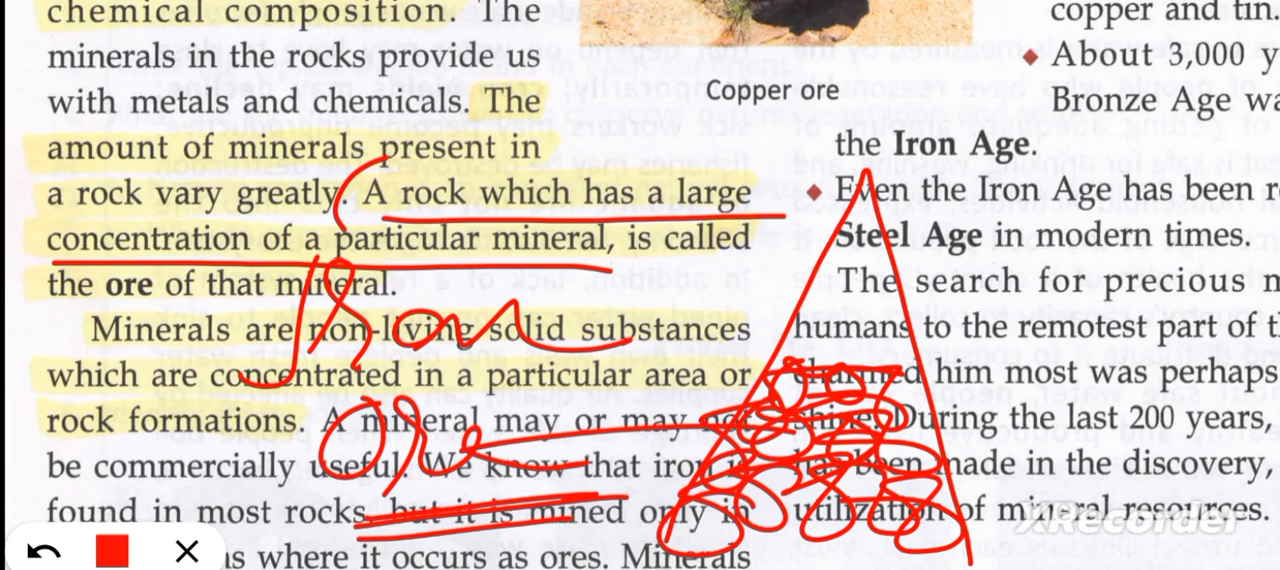 chemical composition. The
minerals in the rocks provide us
with metals and chemicals. The
amount of minerals present in
a rock vary greatly. A rock which has a large
concentration of a particular mineral, is called
the ore of that mineral.
Minerals are non-living solid substances
which are concentrated in a particular area or
rock formations. A mineral may or may not
be commercially useful. We know that iron is
found in most rocks, but it is mined only in
where it occurs as ores. Minerals
Iron
Ore
Copper ore
copper and
About 3,000 y
Bronze Age wa
the Iron Age.
Even the Iron Age has been r
Steel Age in modern times.
The search for precious m
humans to the remotest part of t
him most was perhaps
shine. During the last 200 years,
has been made in the discovery,
utilization of mineral resources.
XRecorder